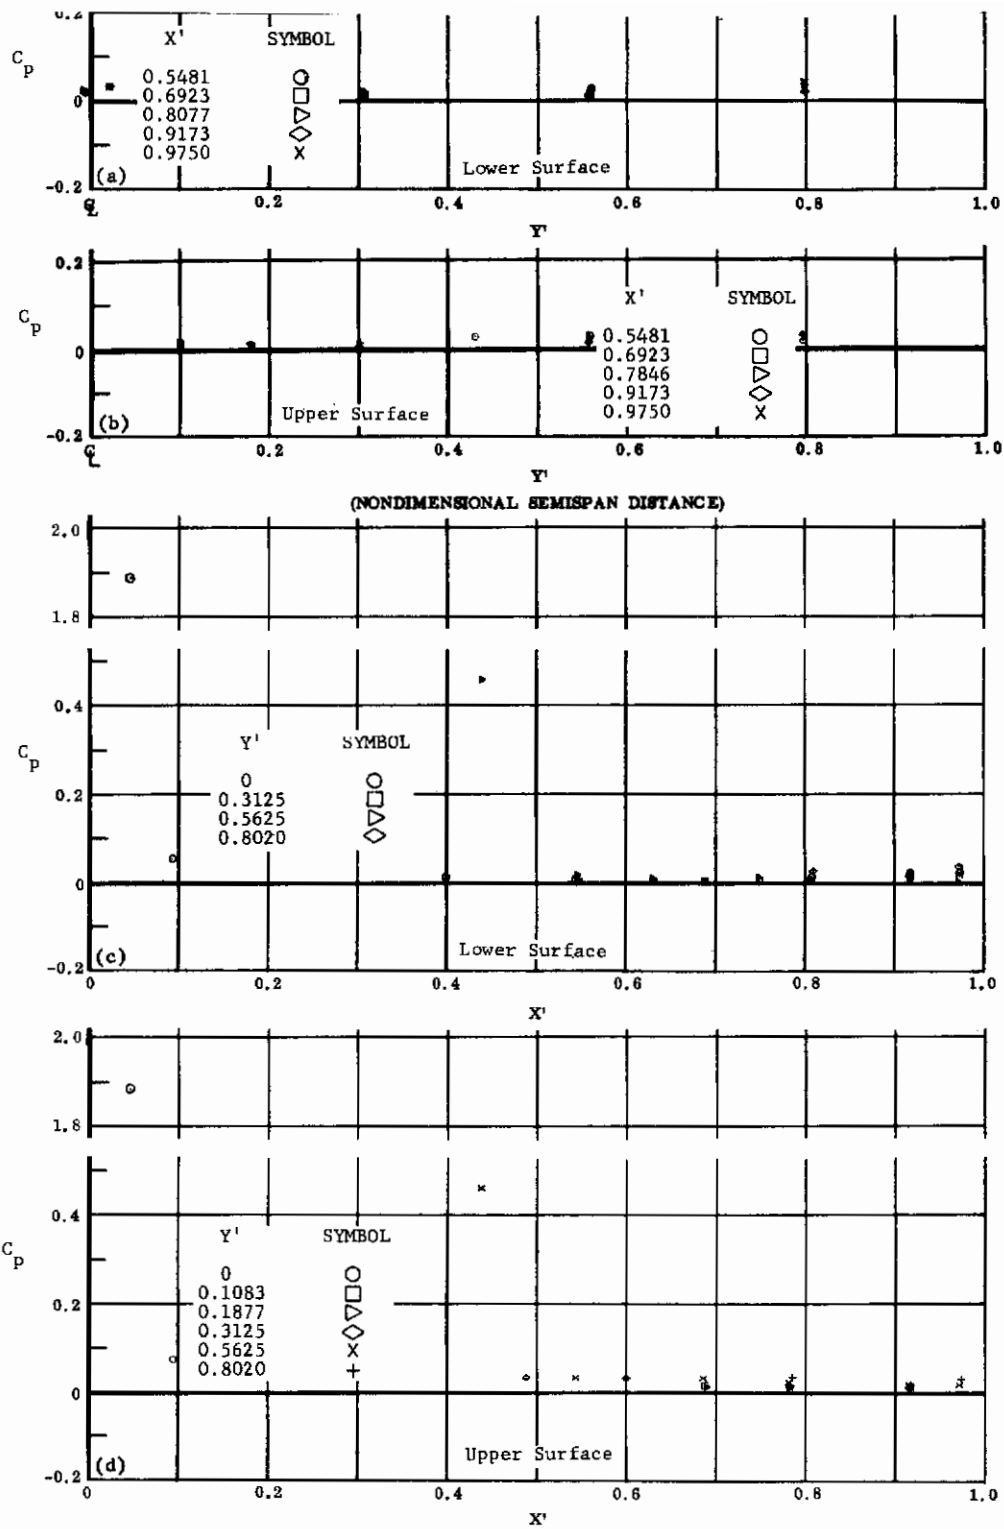 0.2
X' SYMBOL
Cp
0.5481
0.6923
0
0.8077
0.9173
0.9750 X
(a)
Lower Surface
-0.2
℄ 0.2 0.4 0.6 0.8 1.0
Y'
0.2
X' SYMBOL
Cp
0.5481
0
0.6923
0.7846
0.9173
0.9750 X
(b)
Upper Surface
-0.2
℄ 0.2 0.4 0.6 0.8 1.0
Y'
(NONDIMENSIONAL SEMISPAN DISTANCE)
2.0
1.8
0.4
Y' SYMBOL
Cp
0
0.2
0.3125
0.5625
0.8020
0
(c)
Lower Surface
-0.2
0 0.2 0.4 0.6 0.8 1.0
X'
2.0
1.8
0.4
Y' SYMBOL
Cp
0
0.1083
0.2
0.1877
0.3125
0.5625 X
0.8020 +
0
(d)
Upper Surface
-0.2
0 0.2 0.4 0.6 0.8 1.0
X'